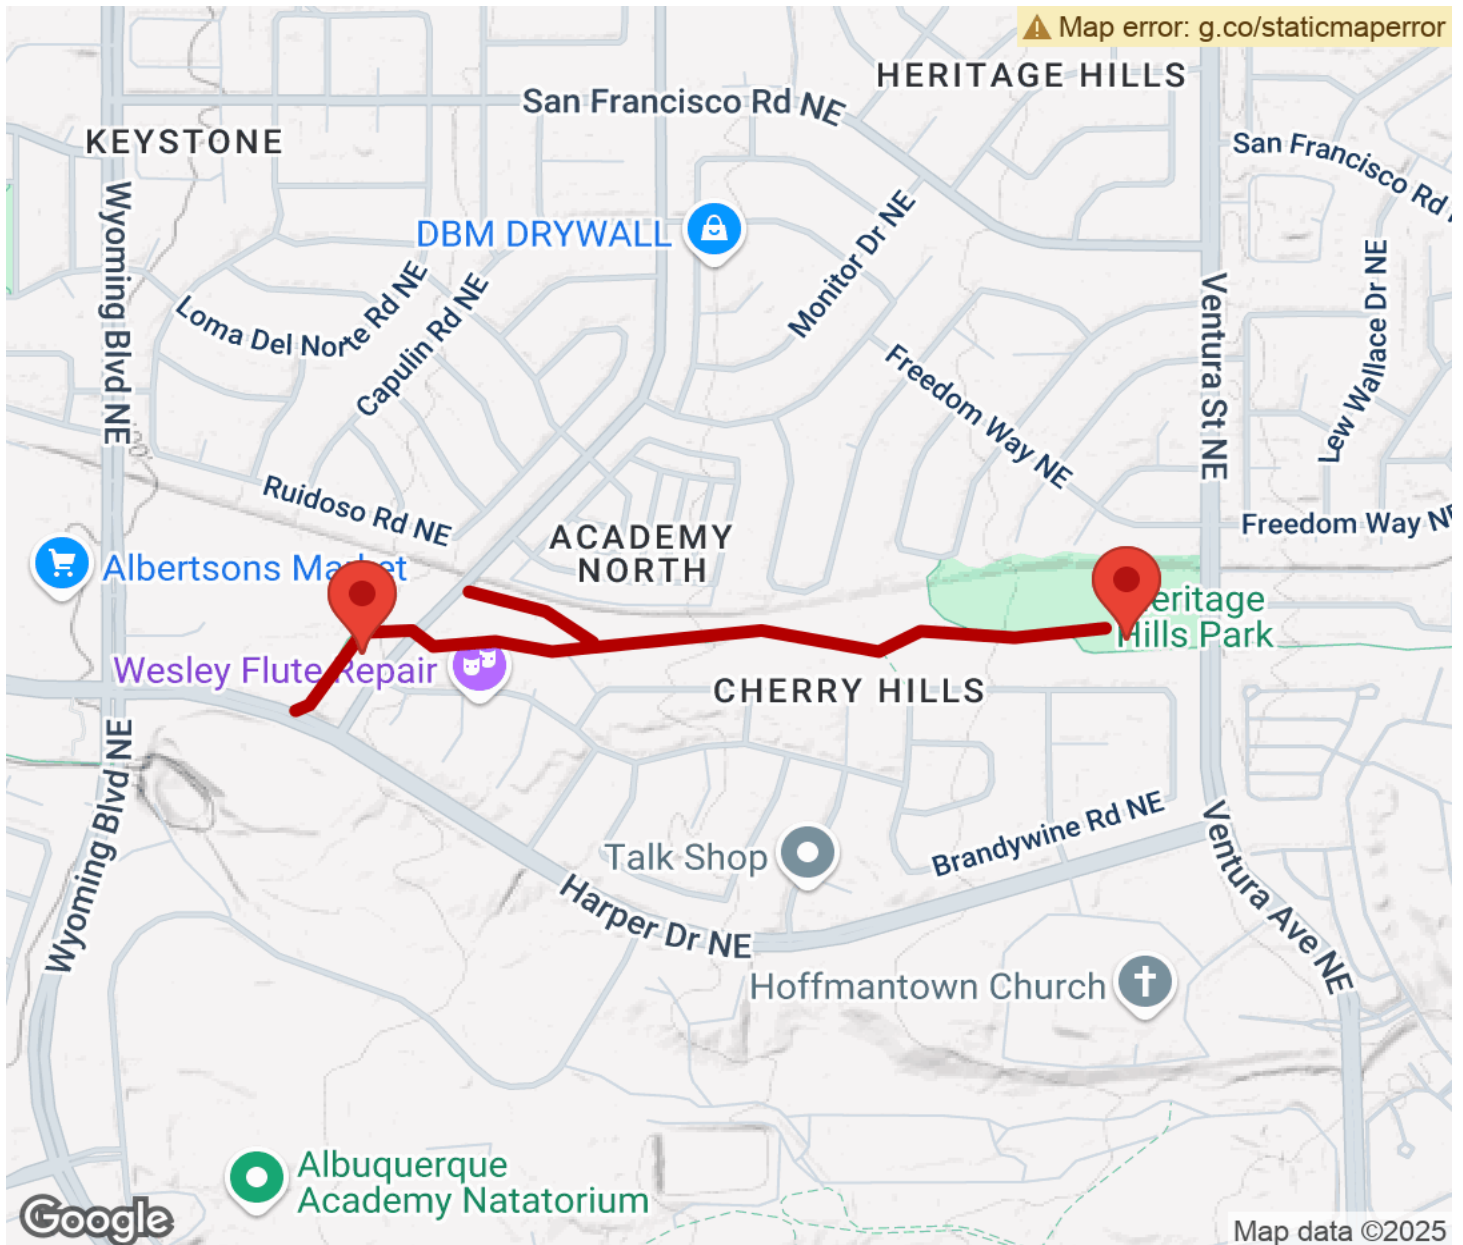 Map error: g.co/staticmaperror
HERITAGE HILLS
San Francisco Rd NE
KEYSTONE
San Francisco Rd
Wyoming Blvd NE
DBM DRYWALL
Monitor Dr NE
Loma Del Norte Rd NE
Capulin Rd NE
Ventura St NE
Lew Wallace Dr NE
Freedom Way NE
Ruidoso Rd NE
Freedom Way NE
ACADEMY
NORTH
Albertsons Market
eritage
Hills Park
Wesley Flute Repair
CHERRY HILLS
Wyoming Blvd NE
Brandywine Rd NE
Talk Shop
Ventura Ave NE
Harper Dr NE
Hoffmantown Church
Albuquerque
Academy Natatorium
Google
Map data ©2025